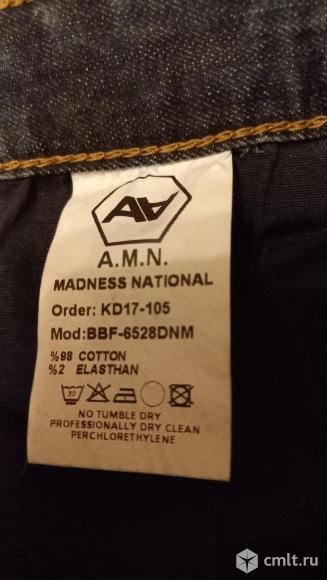 A.M.N.
MADNESS NATIONAL
Order: KD17-105
Mod:BBF-6528DNM
%98 COTTON
%2 ELASTHAN
30
NO TUMBLE DRY
PROFESSIONALLY DRY CLEAN
PERCHLORETHYLENE
cmlt.ru